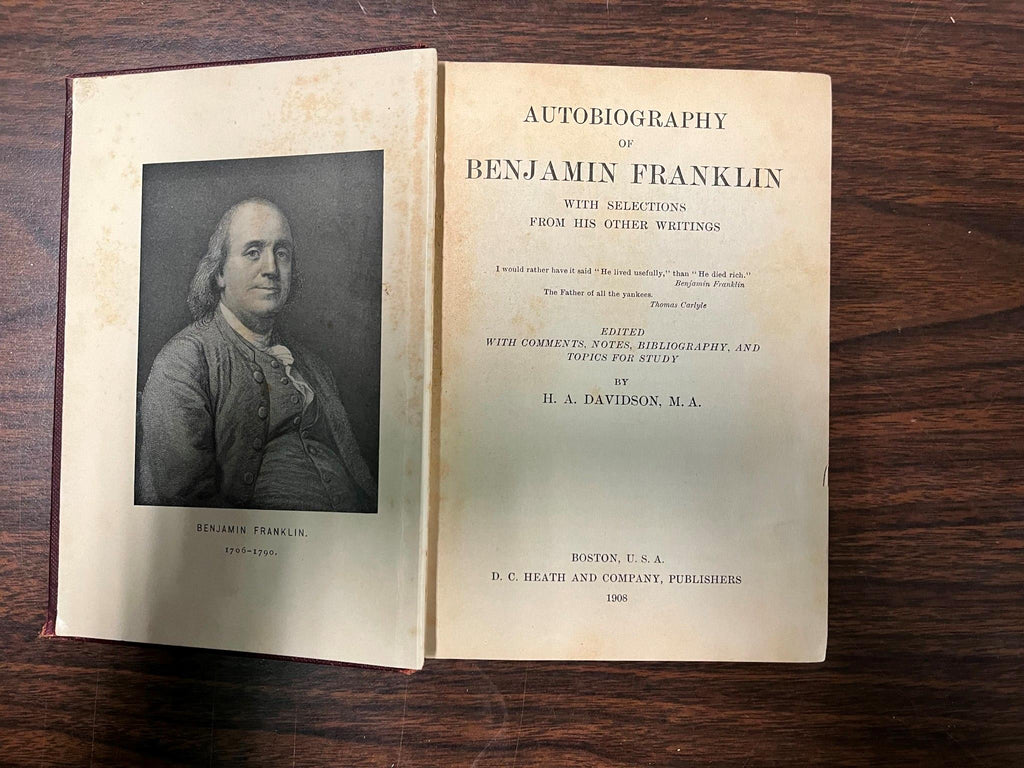 BENJAMIN FRANKLIN.
1706-1790.
AUTOBIOGRAPHY
OF
BENJAMIN FRANKLIN
WITH SELECTIONS
FROM HIS OTHER WRITINGS
I would rather have it said "He lived usefully," than "He died rich."
Benjamin Franklin
The Father of all the yankees.
Thomas Carlyle
EDITED
WITH COMMENTS, NOTES, BIBLIOGRAPHY, AND
TOPICS FOR STUDY
BY
H. A. DAVIDSON, M. A.
BOSTON, U. S. A.
D. C. HEATH AND COMPANY, PUBLISHERS
1908